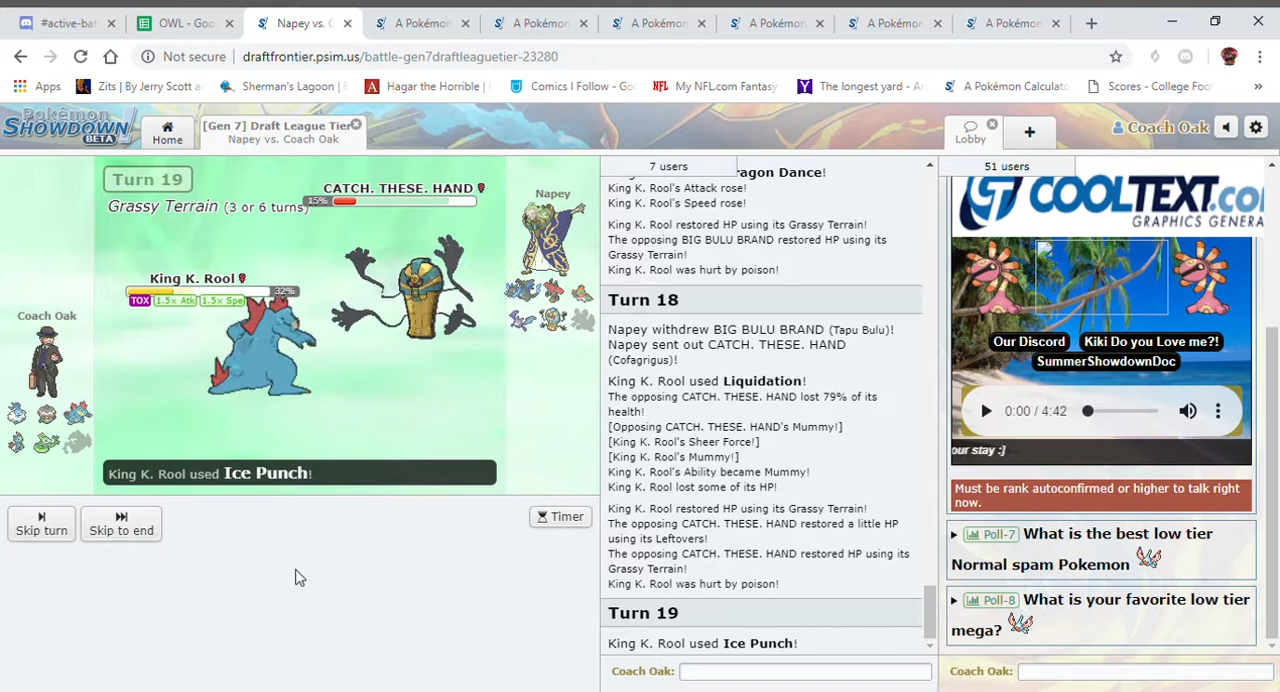 #active-bat
OWL - Goo
Napey vs. C
A Pokémon
A Pokémon
A Pokémon
A Pokémon
A Pokémon
A Pokémon
Not secure
draftfrontier.psim.us/battle-gen7draftleaguetier-23280
Apps
Zits | By Jerry Scott a
Sherman's Lagoon |
Hagar the Horrible |
Comics I Follow - Go
NFL My NFL.com Fantasy
The longest yard - A
A Pokémon Calculato
Scores - College Foo
Pokémon
Showdown!
BETA
Home
[Gen 7] Draft League Tier
Napey vs. Coach Oak
Lobby
Coach Oak
Turn 19
Grassy Terrain (3 or 6 turns)
CATCH. THESE. HAND
15%
Napey
King K. Rool
32%
TOX 1.5× Atk 1.5× Spe
Coach Oak
King K. Rool used Ice Punch!
Skip turn
Skip to end
Timer
7 users
ragon Dance!
King K. Rool's Attack rose!
King K. Rool's Speed rose!
King K. Rool restored HP using its Grassy Terrain!
The opposing BIG BULU BRAND restored HP using its
Grassy Terrain!
King K. Rool was hurt by poison!
Turn 18
Napey withdrew BIG BULU BRAND (Tapu Bulu)!
Napey sent out CATCH. THESE. HAND
(Cofagrigus)!
King K. Rool used Liquidation!
The opposing CATCH. THESE. HAND lost 79% of its
health!
[Opposing CATCH. THESE. HAND's Mummy!]
[King K. Rool's Sheer Force!]
[King K. Rool's Mummy!]
King K. Rool's Ability became Mummy!
King K. Rool lost some of its HP!
King K. Rool restored HP using its Grassy Terrain!
The opposing CATCH. THESE. HAND restored a little HP
using its Leftovers!
The opposing CATCH. THESE. HAND restored HP using its
Grassy Terrain!
King K. Rool was hurt by poison!
Turn 19
King K. Rool used Ice Punch!
Coach Oak:
51 users
COOLTEXT.co
GRAPHICS GENERA
Our Discord
Kiki Do you Love me?!
SummerShowdownDoc
0:00 / 4:42
our stay :]
Must be rank autoconfirmed or higher to talk right
now.
Poll-7 What is the best low tier
Normal spam Pokemon
Poll-8 What is your favorite low tier
mega?
Coach Oak: